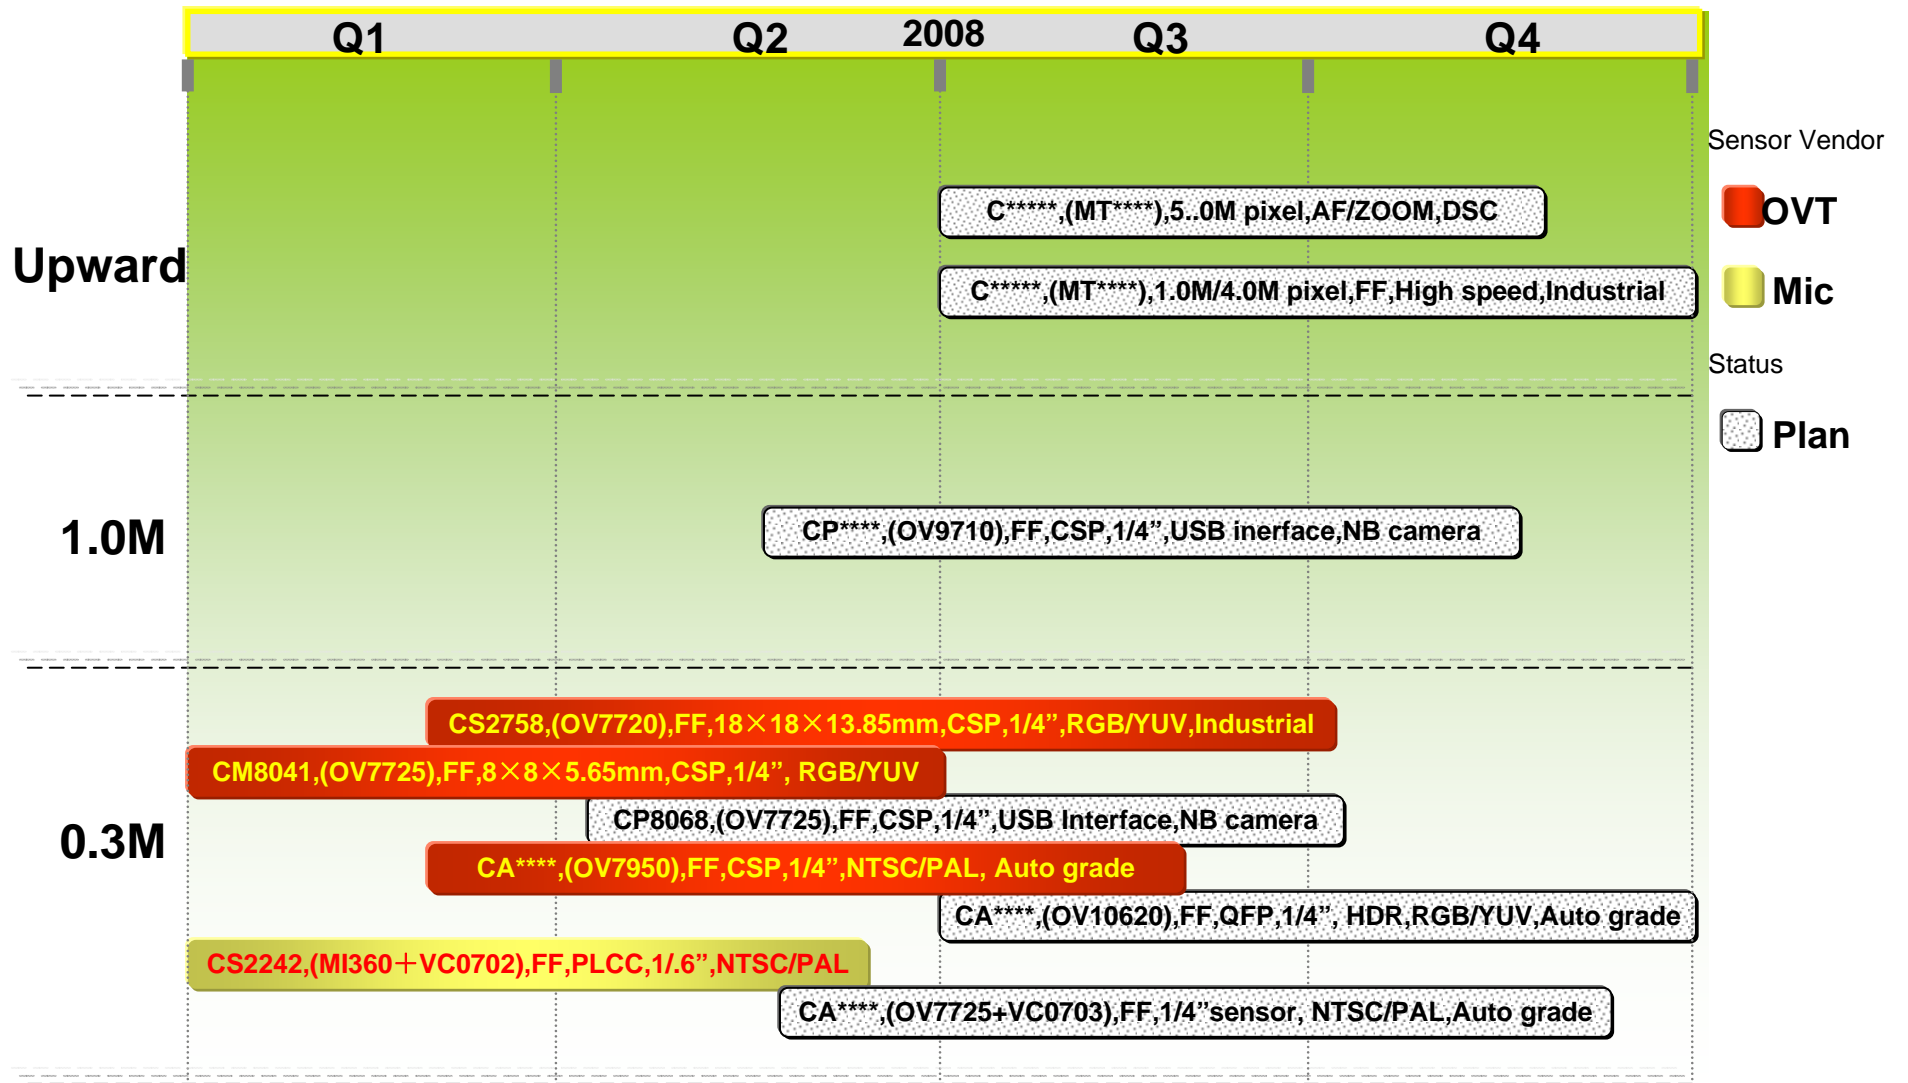 Q1 Q2 2008 Q3 Q4
Sensor Vendor
OVT
Mic
Status
Plan
Upward
C*****,(MT****),5..0M pixel,AF/ZOOM,DSC
C*****,(MT****),1.0M/4.0M pixel,FF,High speed,Industrial
1.0M
CP****,(OV9710),FF,CSP,1/4”,USB inerface,NB camera
0.3M
CS2758,(OV7720),FF,18×18×13.85mm,CSP,1/4”,RGB/YUV,Industrial
CM8041,(OV7725),FF,8×8×5.65mm,CSP,1/4”, RGB/YUV
CP8068,(OV7725),FF,CSP,1/4”,USB Interface,NB camera
CA****,(OV7950),FF,CSP,1/4”,NTSC/PAL, Auto grade
CA****,(OV10620),FF,QFP,1/4”, HDR,RGB/YUV,Auto grade
CS2242,(MI360+VC0702),FF,PLCC,1/.6”,NTSC/PAL
CA****,(OV7725+VC0703),FF,1/4”sensor, NTSC/PAL,Auto grade